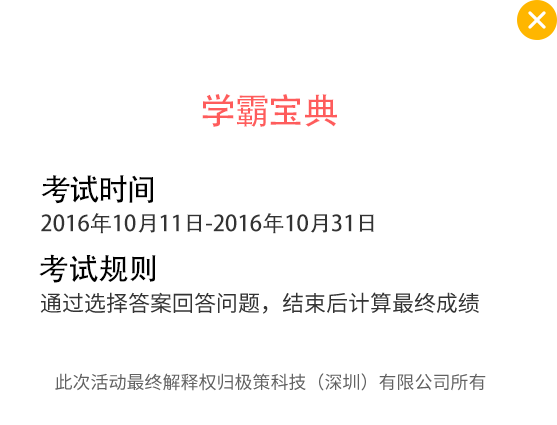 学霸宝典
考试时间
2016年10月11日-2016年10月31日
考试规则
通过选择答案回答问题，结束后计算最终成绩
此次活动最终解释权归极策科技（深圳）有限公司所有